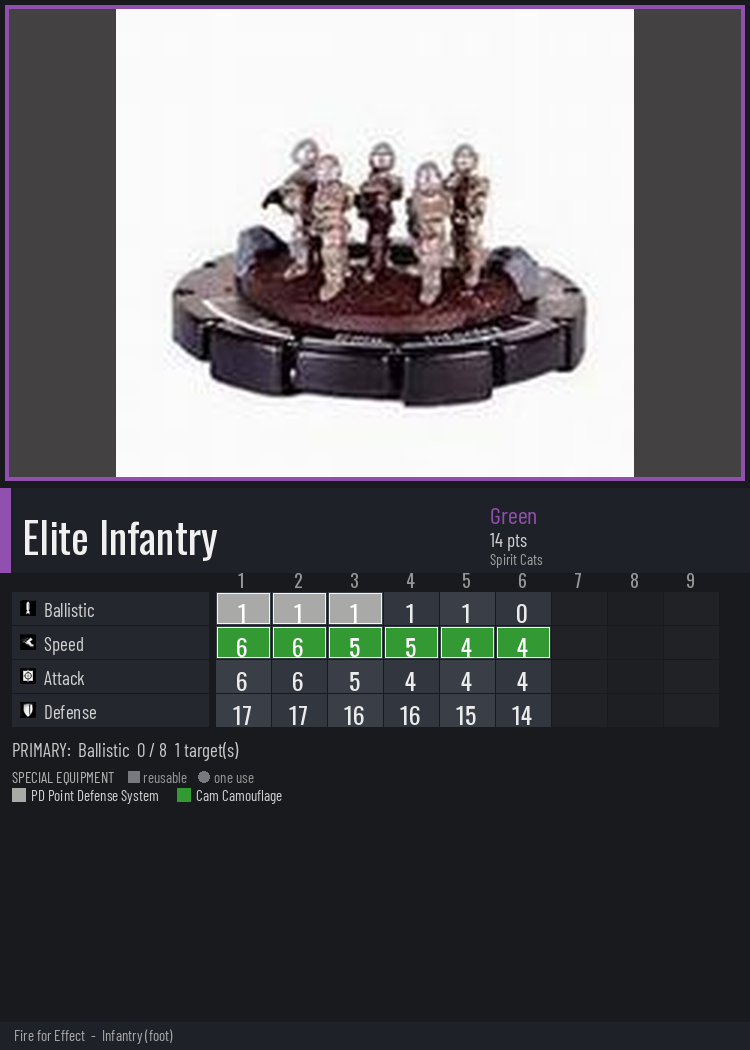 Elite Infantry
Green
14 pts
Spirit Cats
1 2 3 4 5 6 7 8 9
Ballistic 1 1 1 1 1 0
Speed 6 6 5 5 4 4
Attack 6 6 5 4 4 4
Defense 17 17 16 16 15 14
PRIMARY: Ballistic 0 / 8 1 target(s)
SPECIAL EQUIPMENT reusable one use
PD Point Defense System Cam Camouflage
Fire for Effect - Infantry (foot)